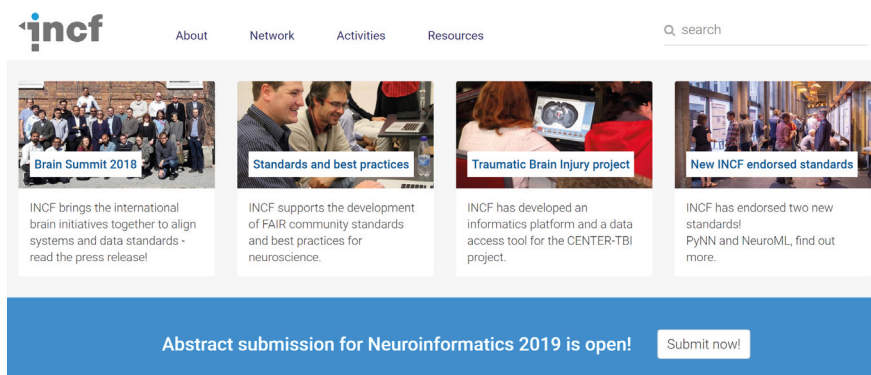 incf
About
Network
Activities
Resources
search
Brain Summit 2018
INCF brings the international
brain initiatives together to align
systems and data standards -
read the press release!
Standards and best practices
INCF supports the development
of FAIR community standards
and best practices for
neuroscience.
Traumatic Brain Injury project
INCF has developed an
informatics platform and a data
access tool for the CENTER-TBI
project.
New INCF endorsed standards
INCF has endorsed two new
standards!
PyNN and NeuroML, find out
more.
Abstract submission for Neuroinformatics 2019 is open!
Submit now!